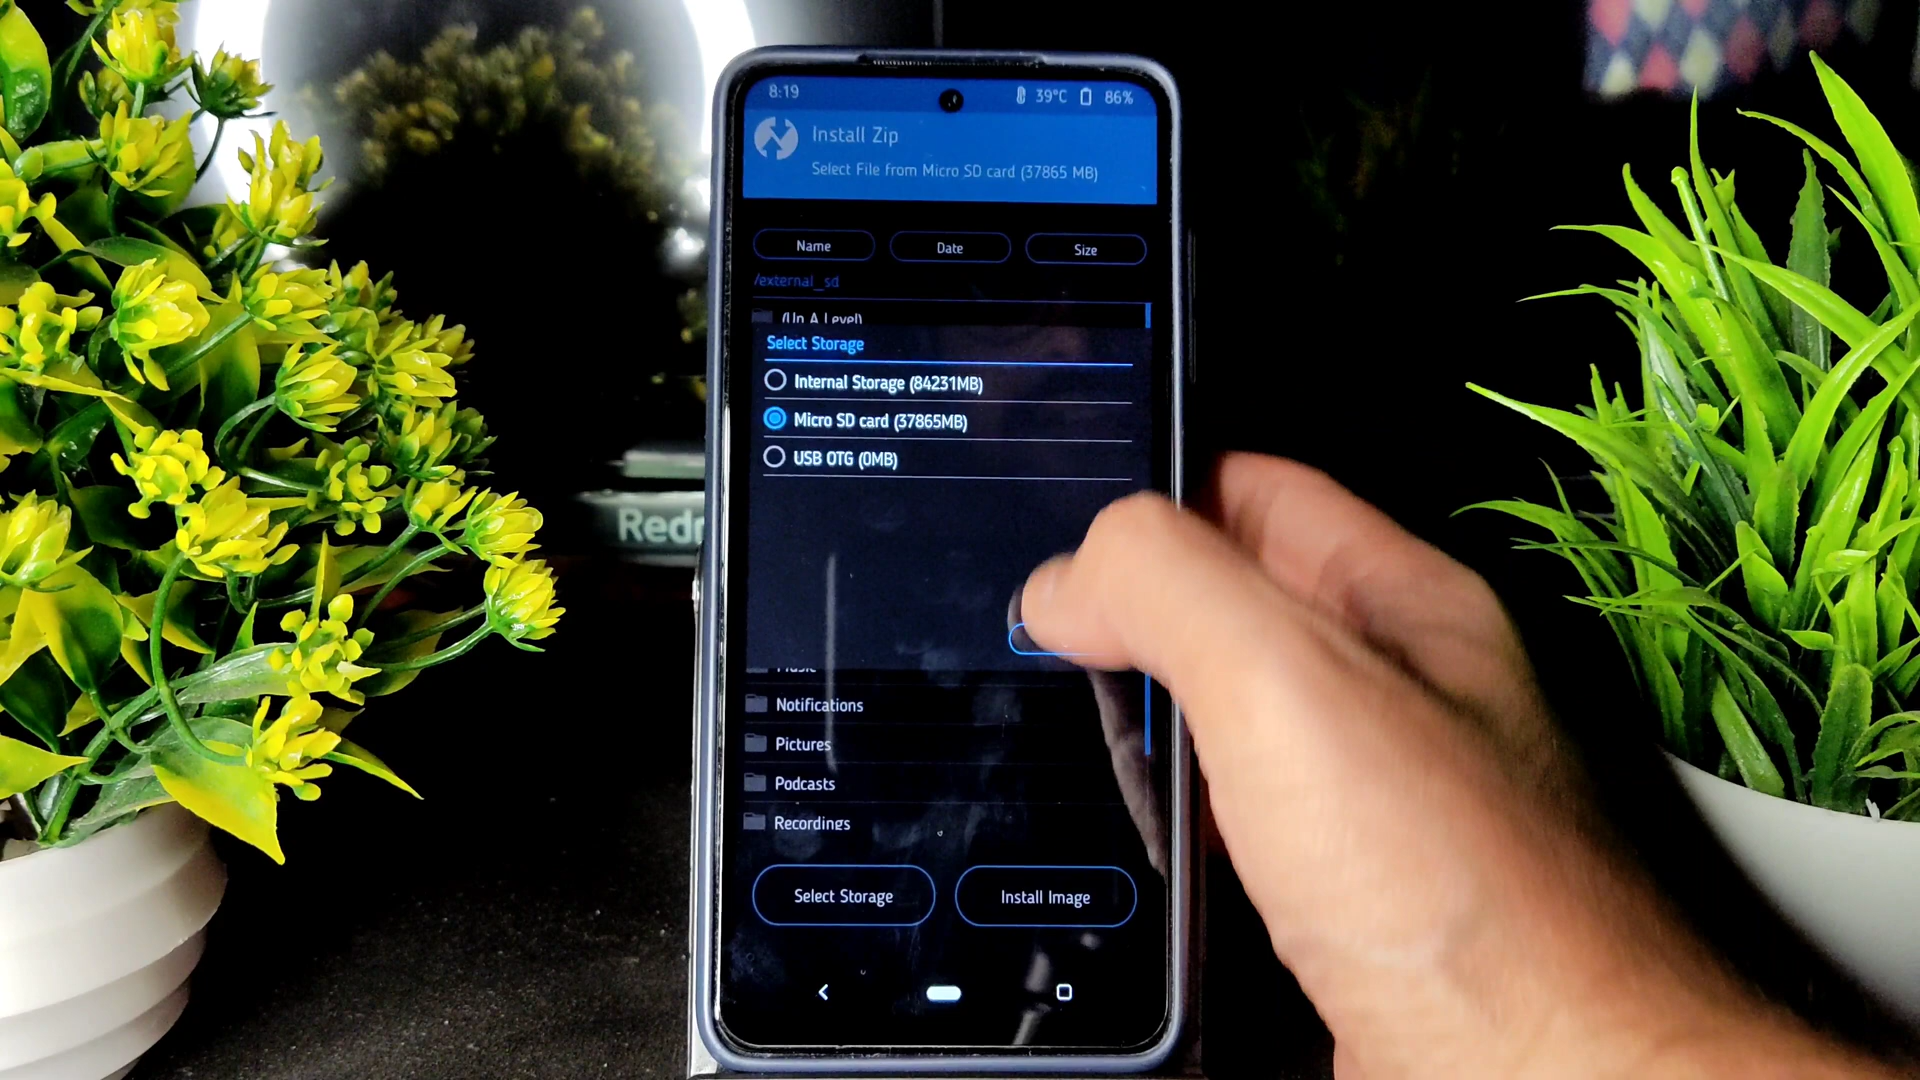 8:19 39°C 86%
Install Zip
Select File from Micro SD card (37865 MB)
Name Date Size
/external_sd
(Up A Level)
Select Storage
Internal Storage (84231MB)
Micro SD card (37865MB)
USB OTG (0MB)
Music
Notifications
Pictures
Podcasts
Recordings
Select Storage Install Image